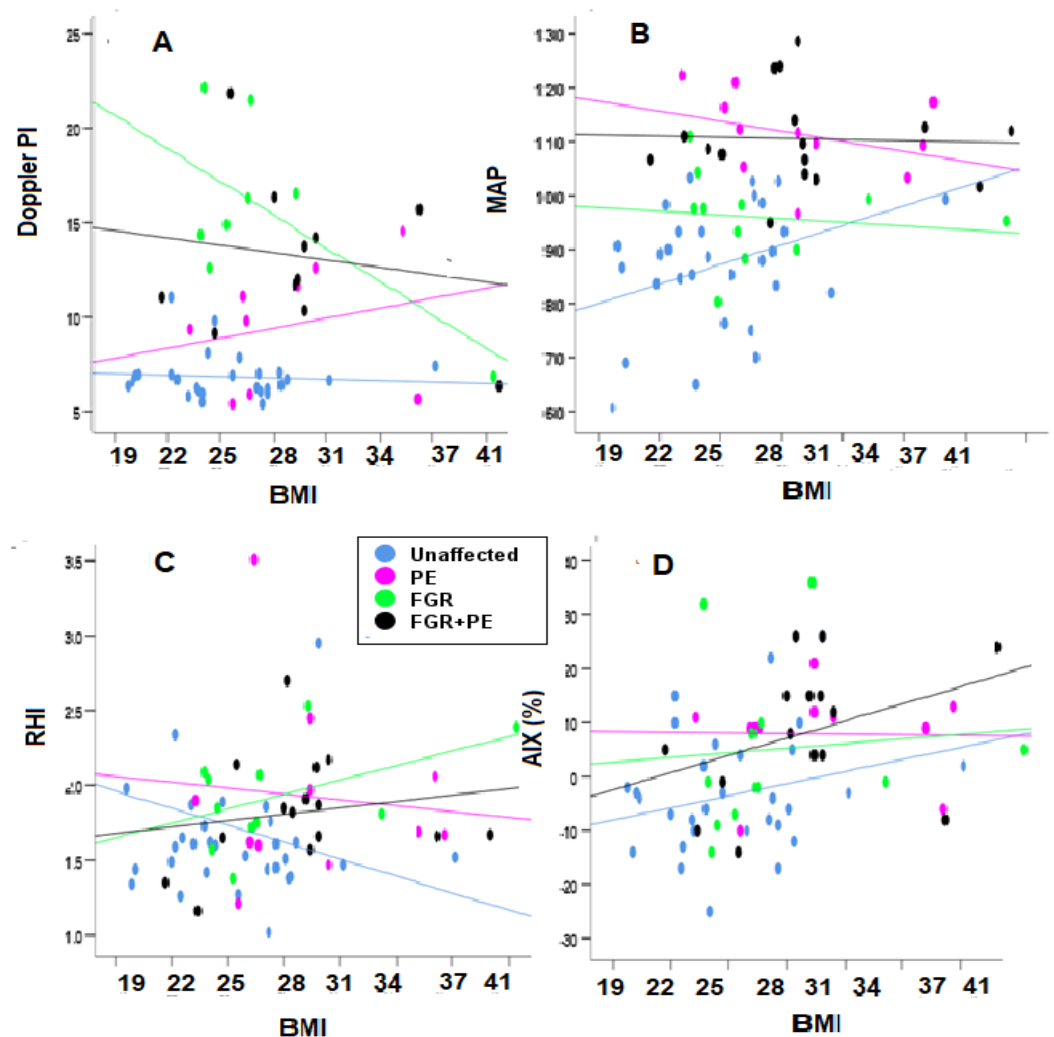 A
Doppler PI
25
20
15
10
5
19 22 25 28 31 34 37 41
BMI
B
MAP
130
120
110
100
90
80
70
60
19 22 25 28 31 34 37 41
BMI
C
RHI
3.5
3.0
2.5
2.0
1.5
1.0
19 22 25 28 31 34 37 41
BMI
Unaffected
PE
FGR
FGR+PE
D
AIX (%)
30
20
10
0
-10
-20
-30
19 22 25 28 31 34 37 41
BMI